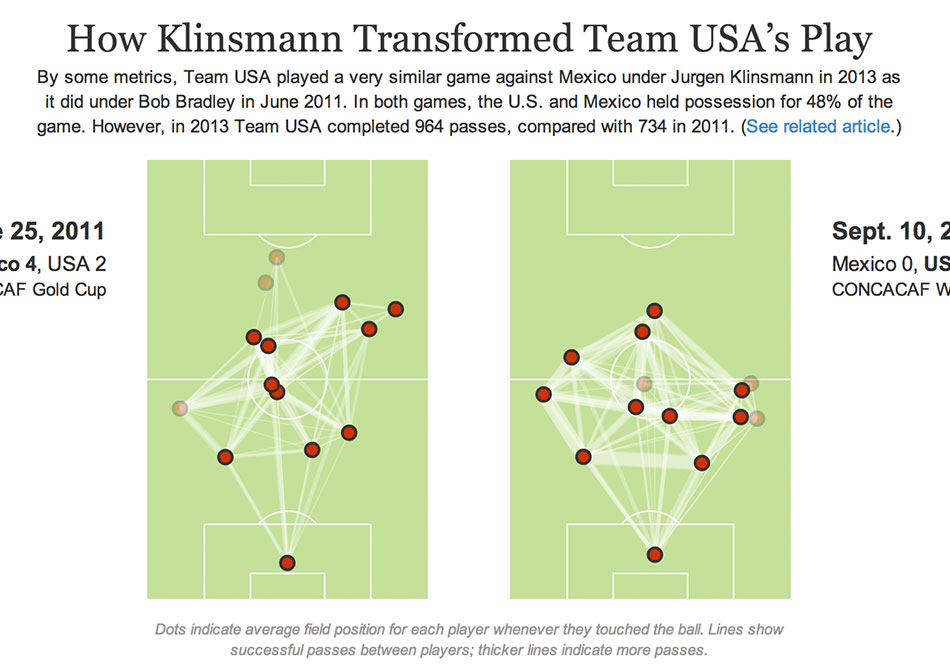 How Klinsmann Transformed Team USA’s Play
By some metrics, Team USA played a very similar game against Mexico under Jurgen Klinsmann in 2013 as
it did under Bob Bradley in June 2011. In both games, the U.S. and Mexico held possession for 48% of the
game. However, in 2013 Team USA completed 964 passes, compared with 734 in 2011. (See related article.)
25, 2011
4, USA 2
Gold Cup
Sept. 10,
Mexico 0,
CONCACAF
Dots indicate average field position for each player whenever they touched the ball. Lines show
successful passes between players; thicker lines indicate more passes.